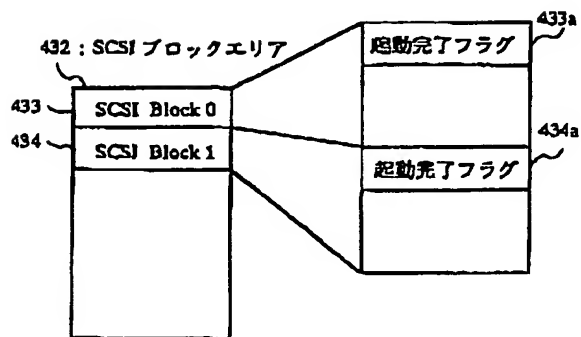 433a
432：SCSI ブロックエリア
起動完了フラグ
433
SCSI Block 0
434
SCSI Block 1
434a
起動完了フラグ